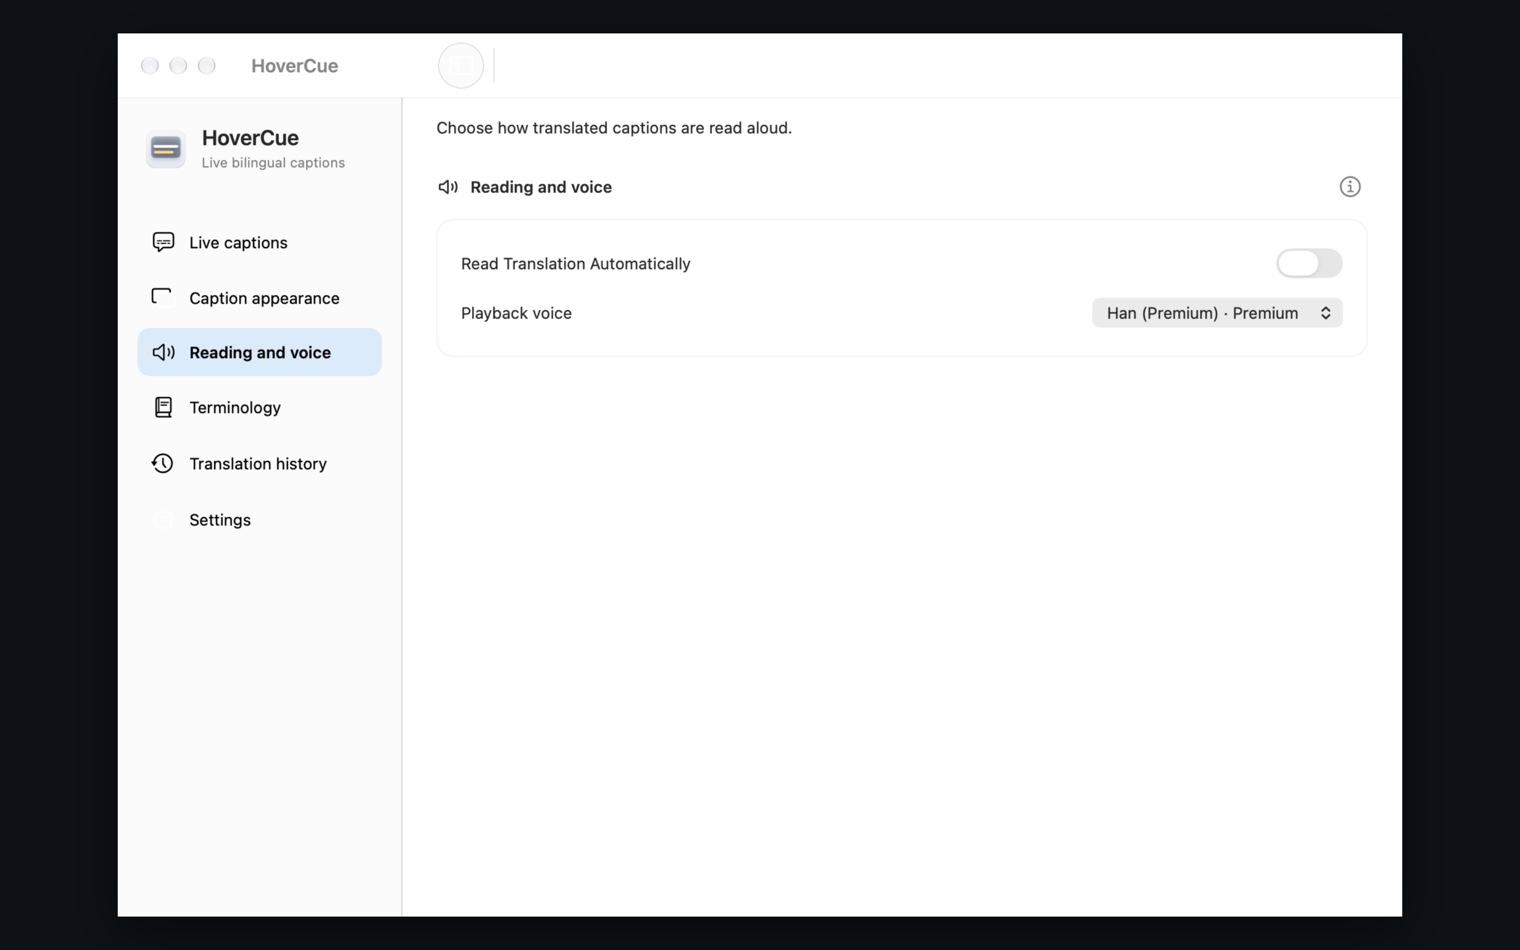 HoverCue
HoverCue
Live bilingual captions
Live captions
Caption appearance
Reading and voice
Terminology
Translation history
Settings
Choose how translated captions are read aloud.
Reading and voice
Read Translation Automatically
Playback voice
Han (Premium) · Premium